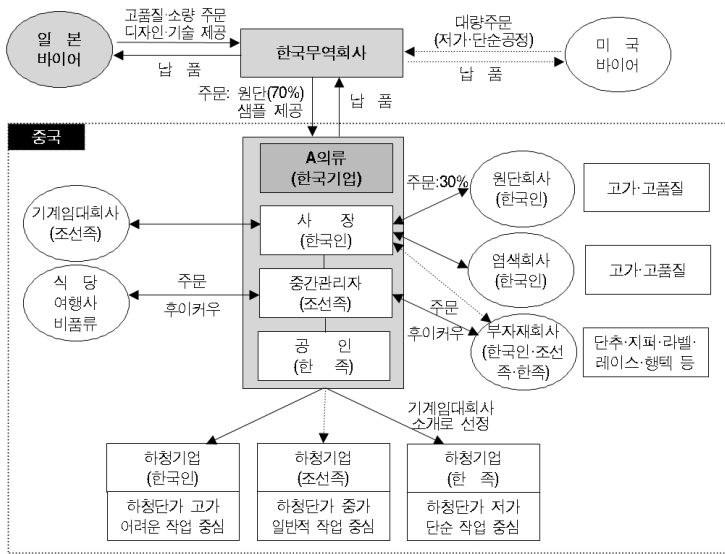 고품질·소량 주문
디자인·기술 제공
일 본
바이어
납 품
한국무역회사
대량주문
(저가·단순공정)
납 품
미 국
바이어
주문: 원단(70%)
샘플 제공
납 품
중국
A의류
(한국기업)
기계임대회사
(조선족)
사 장
(한국인)
주문:30%
원단회사
(한국인)
고가·고품질
염색회사
(한국인)
고가·고품질
식 당
여행사
비품류
주문
후이커우
중간관리자
(조선족)
주문
후이커우
부자재회사
(한국인·조선
족·한족)
단추·지퍼·라벨·
레이스·행텍 등
공 인
(한 족)
기계임대회사
소개로 선정
하청기업
(한국인)
하청단가 고가
어려운 작업 중심
하청기업
(조선족)
하청단가 중가
일반적 작업 중심
하청기업
(한 족)
하청단가 저가
단순 작업 중심